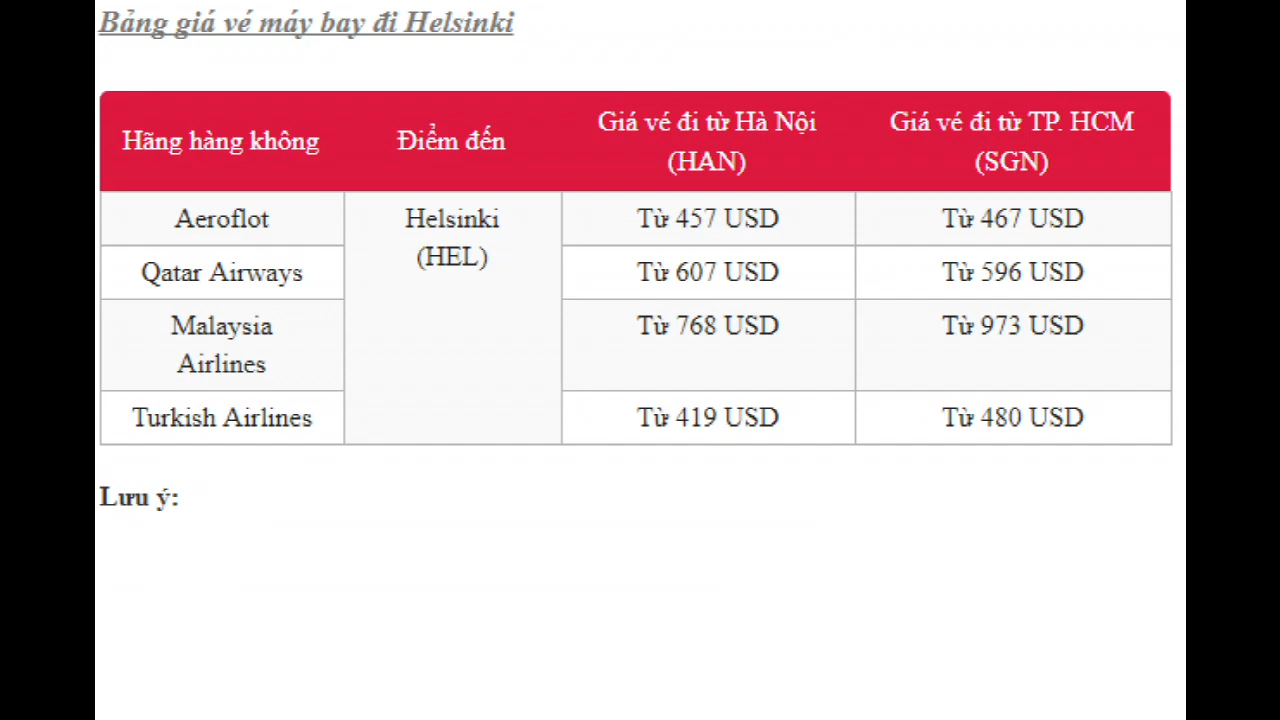 Bảng giá vé máy bay đi Helsinki
Hãng hàng không
Điểm đến
Giá vé đi từ Hà Nội
(HAN)
Giá vé đi từ TP. HCM
(SGN)
Aeroflot
Helsinki
(HEL)
Từ 457 USD
Từ 467 USD
Qatar Airways
Từ 607 USD
Từ 596 USD
Malaysia
Airlines
Từ 768 USD
Từ 973 USD
Turkish Airlines
Từ 419 USD
Từ 480 USD
Lưu ý: